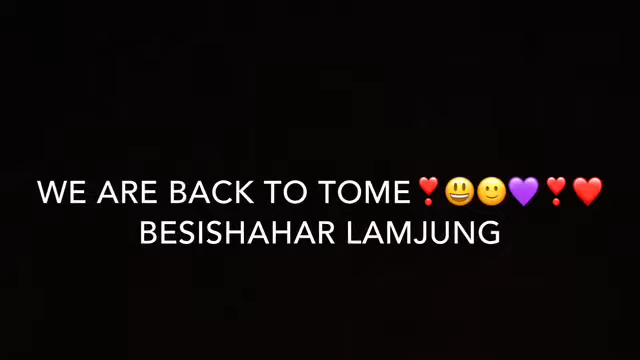 WE ARE BACK TO TOME❣️😃🙂💜❣️❤️
BESISHAHAR LAMJUNG